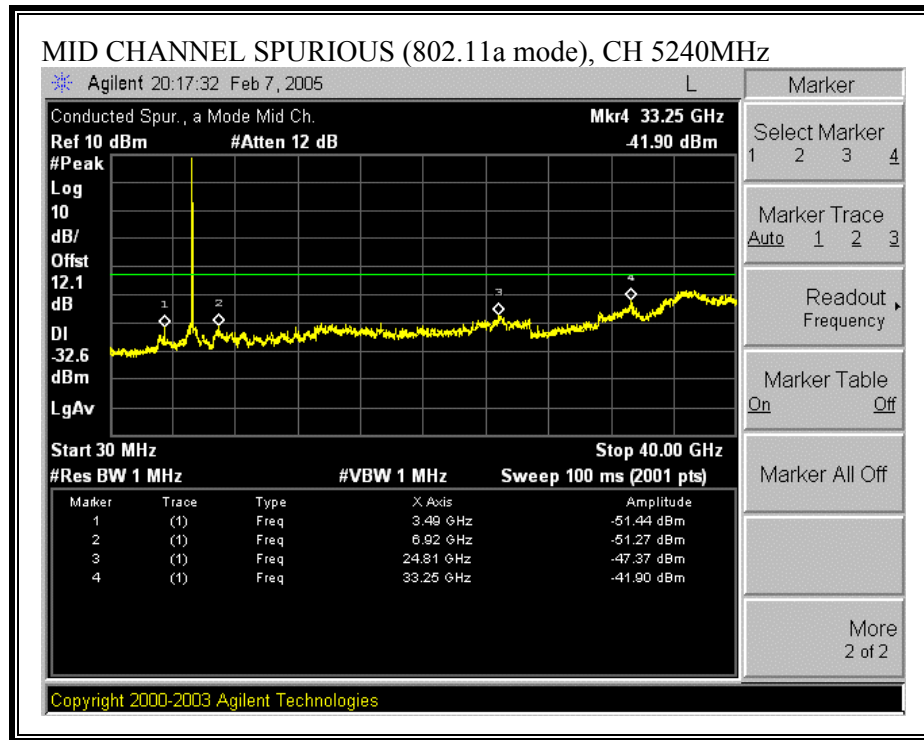 MID CHANNEL SPURIOUS (802.11a mode), CH 5240MHz
Agilent 20:17:32 Feb 7, 2005 L
Marker
Conducted Spur., a Mode Mid Ch. Mkr4 33.25 GHz
Ref 10 dBm #Atten 12 dB -41.90 dBm
#Peak
Log
10
dB/
Offst
12.1
dB
DI
-32.6
dBm
LgAv
1 2 3 4
Start 30 MHz Stop 40.00 GHz
#Res BW 1 MHz #VBW 1 MHz Sweep 100 ms (2001 pts)
Marker Trace Type X Axis Amplitude
1 (1) Freq 3.49 GHz -51.44 dBm
2 (1) Freq 6.92 GHz -51.27 dBm
3 (1) Freq 24.81 GHz -47.37 dBm
4 (1) Freq 33.25 GHz -41.90 dBm
Select Marker
1 2 3 4
Marker Trace
Auto 1 2 3
Readout
Frequency
Marker Table
On Off
Marker All Off
More
2 of 2
Copyright 2000-2003 Agilent Technologies